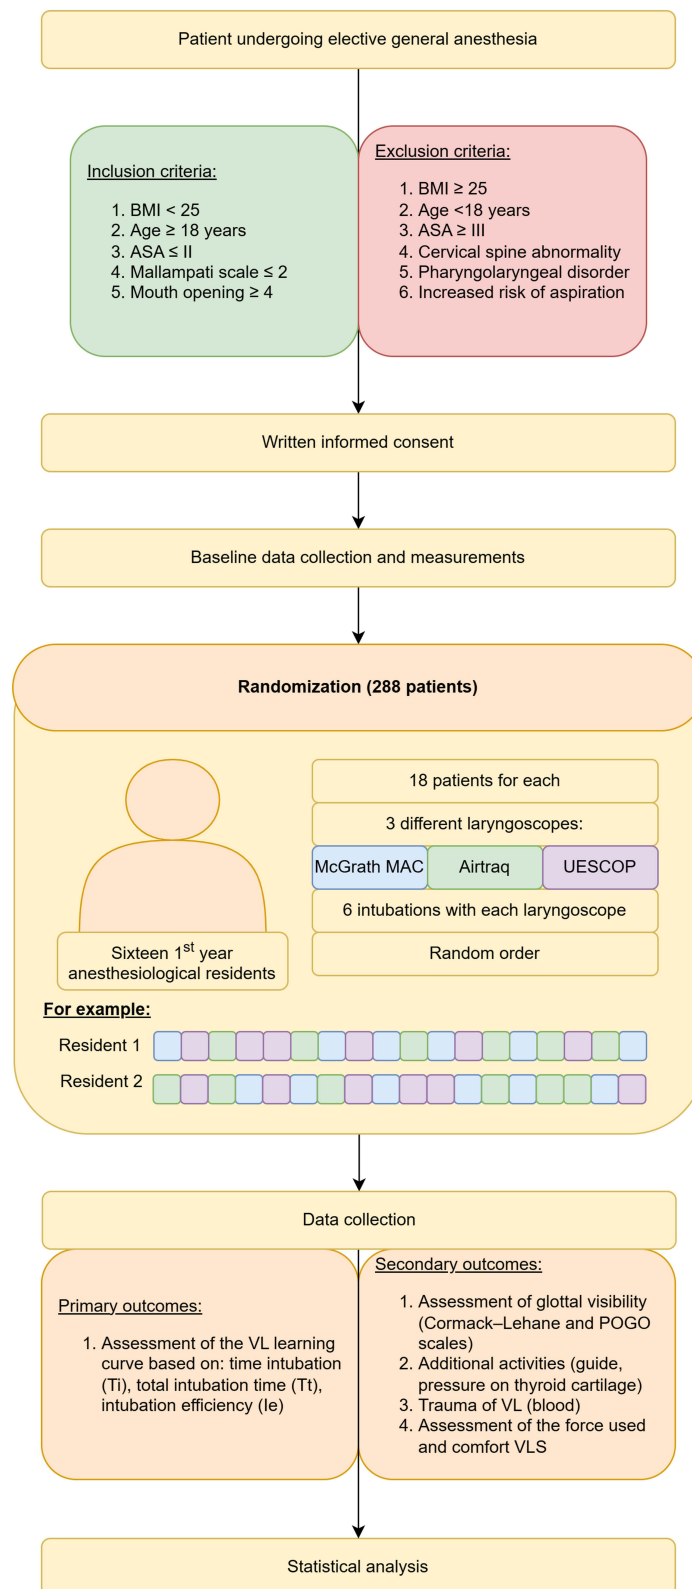 Patient undergoing elective general anesthesia
Inclusion criteria:
1. BMI < 25
2. Age ≥ 18 years
3. ASA ≤ II
4. Mallampati scale ≤ 2
5. Mouth opening ≥ 4
Exclusion criteria:
1. BMI ≥ 25
2. Age <18 years
3. ASA ≥ III
4. Cervical spine abnormality
5. Pharyngolaryngeal disorder
6. Increased risk of aspiration
Written informed consent
Baseline data collection and measurements
Randomization (288 patients)
18 patients for each
3 different laryngoscopes:
McGrath MAC Airtraq UESCOP
6 intubations with each laryngoscope
Random order
Sixteen 1st year
anesthesiological residents
For example:
Resident 1
Resident 2
Data collection
Primary outcomes:
1. Assessment of the VL learning
curve based on: time intubation
(Ti), total intubation time (Tt),
intubation efficiency (Ie)
Secondary outcomes:
1. Assessment of glottal visibility
(Cormack–Lehane and POGO
scales)
2. Additional activities (guide,
pressure on thyroid cartilage)
3. Trauma of VL (blood)
4. Assessment of the force used
and comfort VLS
Statistical analysis